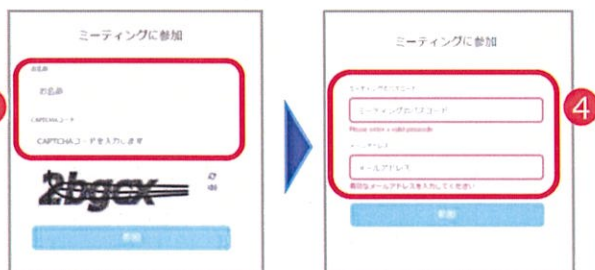 ミーティングに参加
お名前
お名前
CAPTCHAコード
CAPTCHAコードを入力します
2bgcx
参加
ミーティングに参加
ミーティングパスコード
ミーティングパスコード
Please enter a valid passcode
メールアドレス
メールアドレス
有効なメールアドレスを入力してください
参加
4